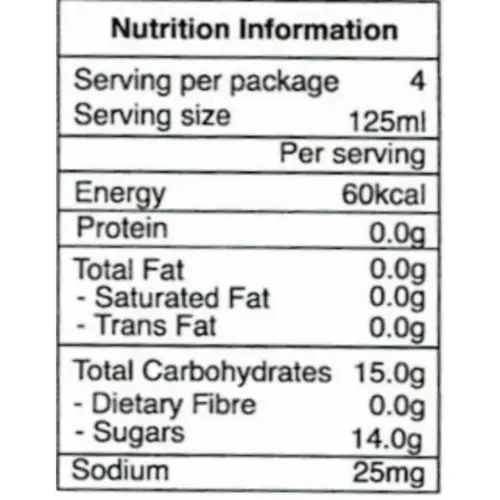 Nutrition Information
Serving per package 4
Serving size 125ml
Per serving
Energy 60kcal
Protein 0.0g
Total Fat 0.0g
- Saturated Fat 0.0g
- Trans Fat 0.0g
Total Carbohydrates 15.0g
- Dietary Fibre 0.0g
- Sugars 14.0g
Sodium 25mg